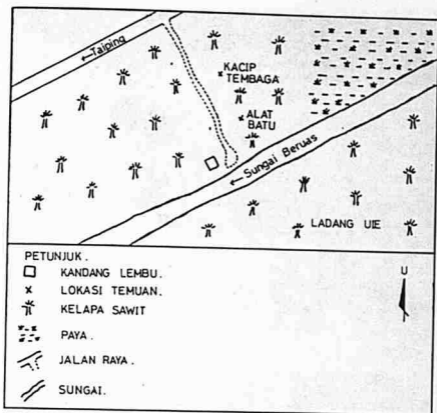 ←Taiping
KACIP
TEMBAGA
ALAT
BATU
← Sungai Beruas
LADANG UIE
PETUNJUK.
KANDANG LEMBU.
LOKASI TEMUAN.
KELAPA SAWIT
PAYA.
JALAN RAYA.
SUNGAI.
U